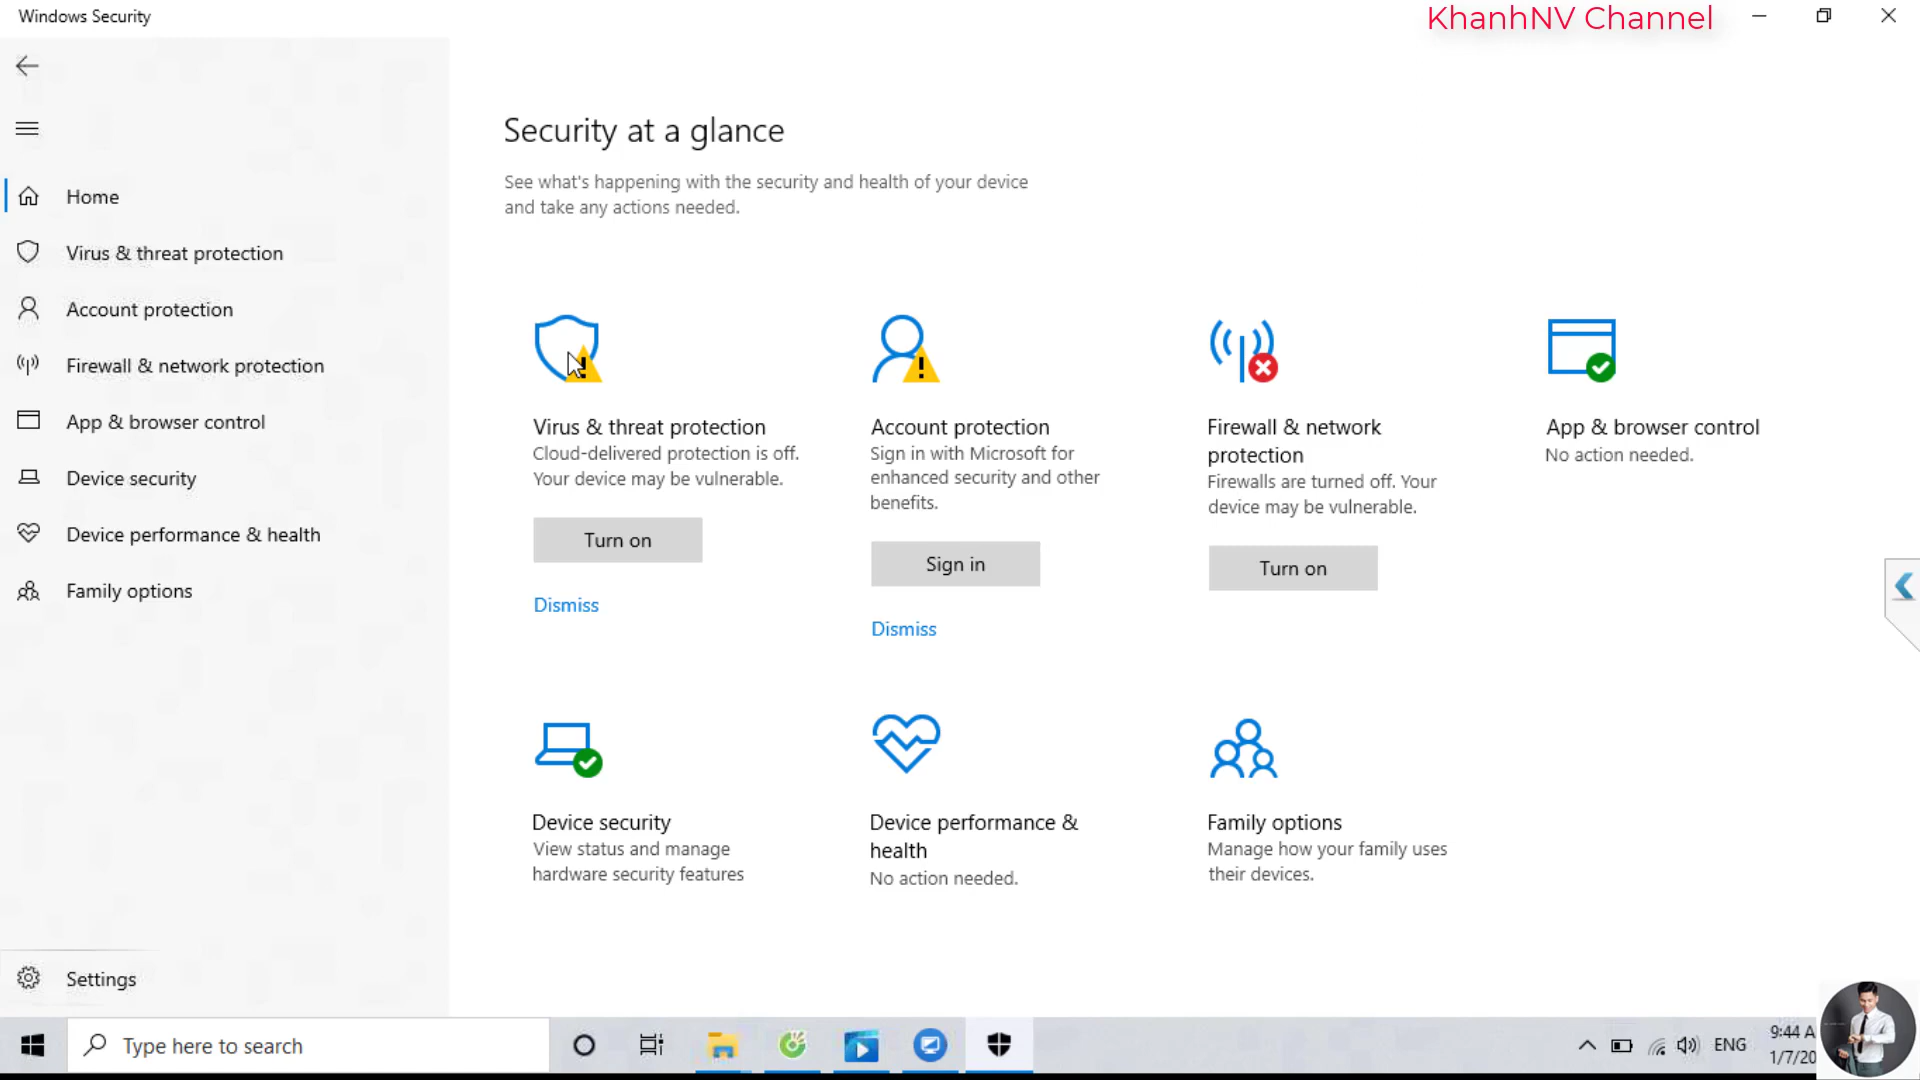 Windows Security
KhanhNV Channel
Security at a glance
See what's happening with the security and health of your device
and take any actions needed.
Home
Virus & threat protection
Account protection
Firewall & network protection
App & browser control
Device security
Device performance & health
Family options
Virus & threat protection
Cloud-delivered protection is off.
Your device may be vulnerable.
Turn on
Dismiss
Account protection
Sign in with Microsoft for
enhanced security and other
benefits.
Sign in
Dismiss
Firewall & network
protection
Firewalls are turned off. Your
device may be vulnerable.
Turn on
App & browser control
No action needed.
Device security
View status and manage
hardware security features
Device performance &
health
No action needed.
Family options
Manage how your family uses
their devices.
Settings
Type here to search
ENG
9:44 A
1/7/20